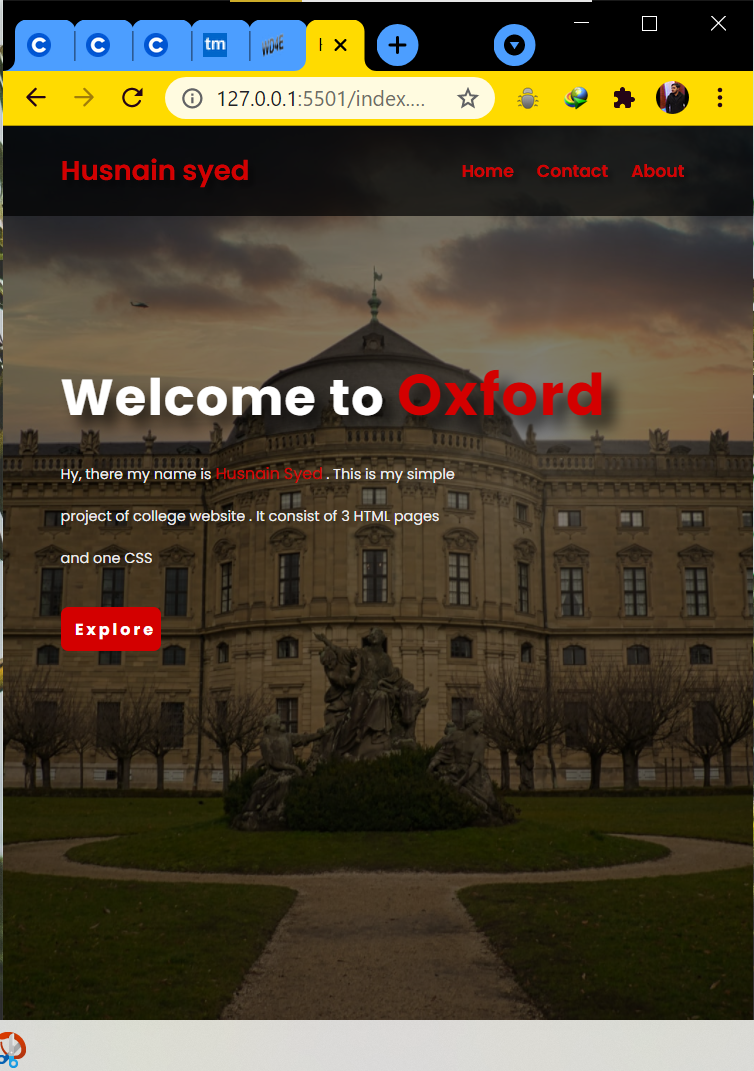 tm
WD4E
127.0.0.1:5501/index....
Husnain syed
Home Contact About
Welcome to Oxford
Hy, there my name is Husnain Syed . This is my simple
project of college website . It consist of 3 HTML pages
and one CSS
Explore